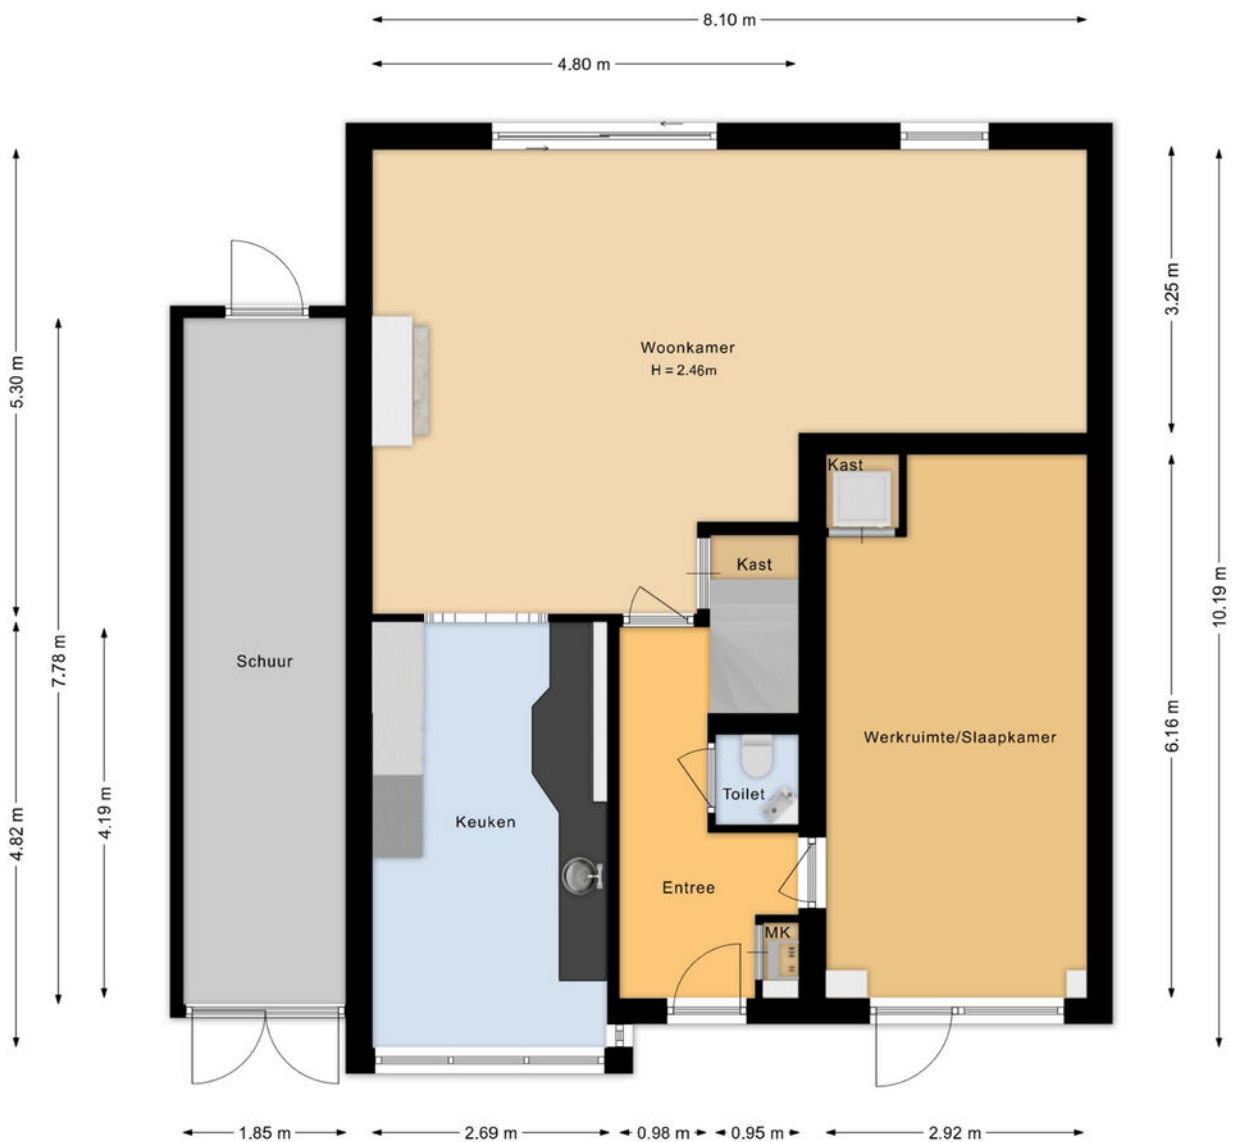 8.10 m
4.80 m
5.30 m
7.78 m
4.82 m
4.19 m
3.25 m
10.19 m
6.16 m
Woonkamer
H = 2.46m
Kast
Kast
Schuur
Werkruimte/Slaapkamer
Toilet
Keuken
Entree
MK
1.85 m
2.69 m
0.98 m
0.95 m
2.92 m